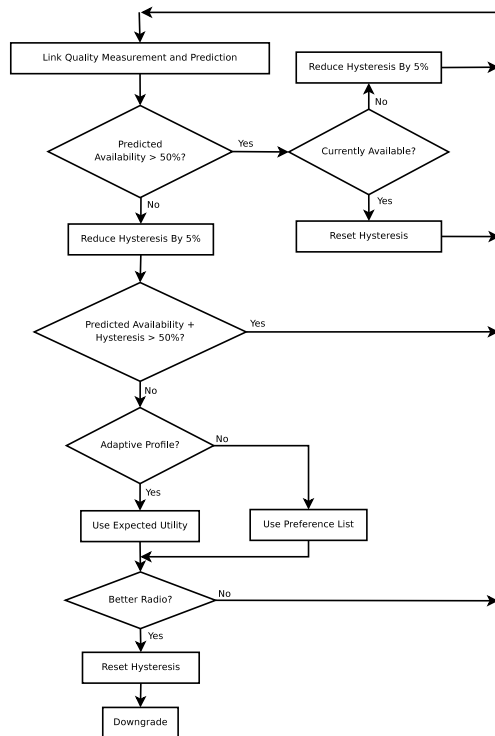 Link Quality Measurement and Prediction
Reduce Hysteresis By 5%
No
Predicted
Availability > 50%?
Yes
Currently Available?
Yes
No
Reduce Hysteresis By 5%
Reset Hysteresis
Predicted Availability +
Hysteresis > 50%?
Yes
No
Adaptive Profile?
No
Yes
Use Expected Utility
Use Preference List
Better Radio?
No
Yes
Reset Hysteresis
Downgrade